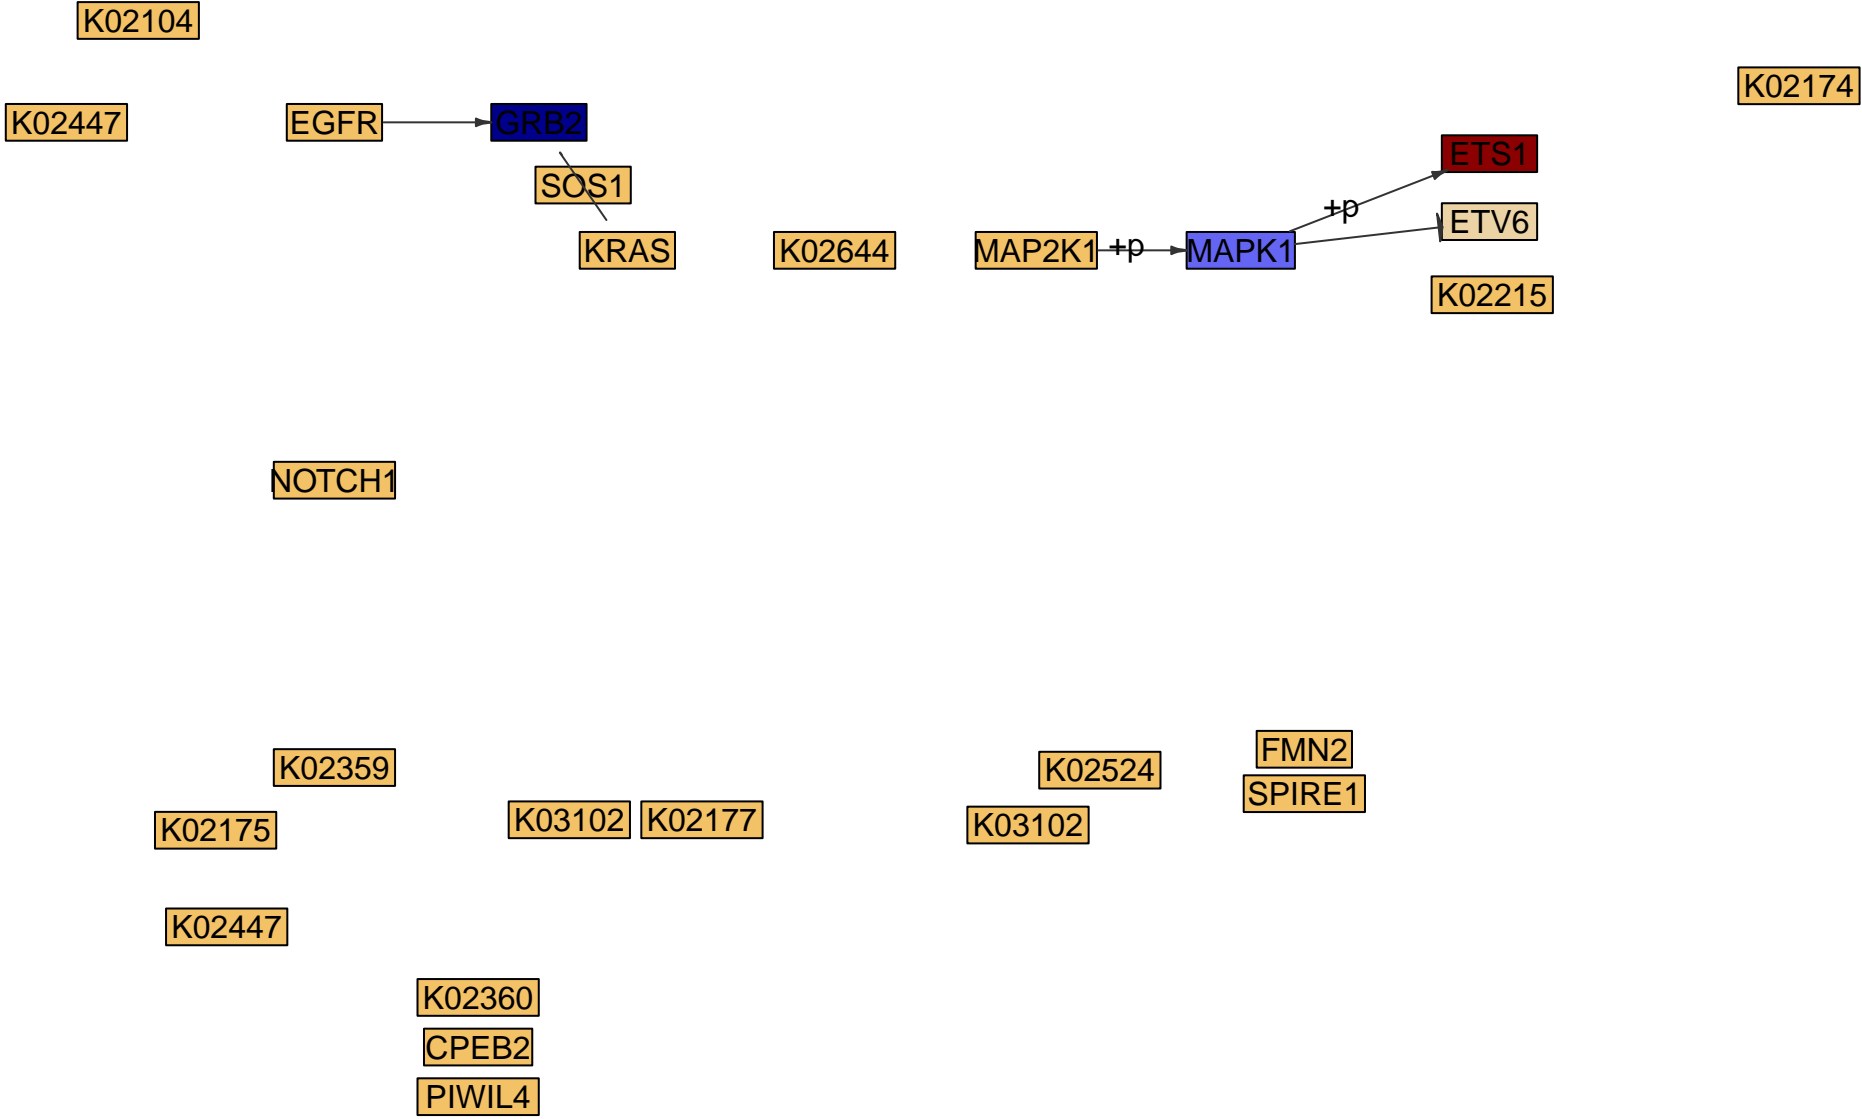 K02104
K02174
K02447
EGFR
GRB2
ETS1
SOS1
+p
ETV6
KRAS
K02644
MAP2K1
+p
MAPK1
K02215
NOTCH1
FMN2
K02359
K02524
SPIRE1
K02175
K03102
K02177
K03102
K02447
K02360
CPEB2
PIWIL4